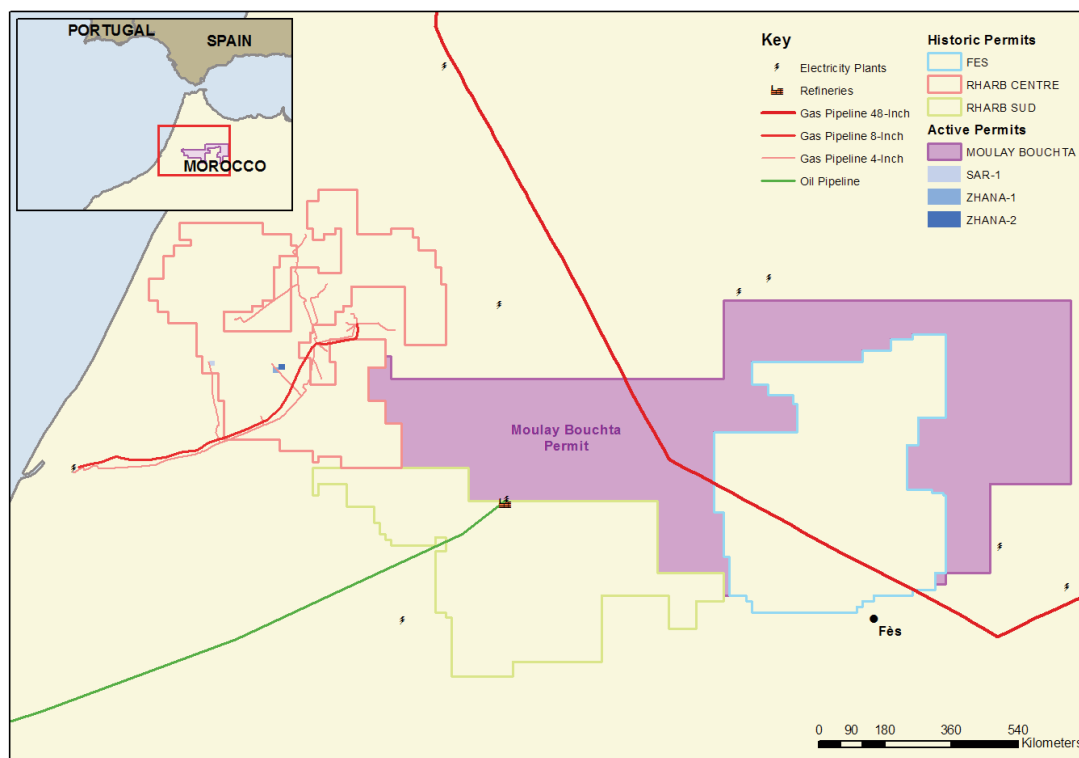 PORTUGAL
SPAIN
MOROCCO
Key
Electricity Plants
Refineries
Gas Pipeline 48-Inch
Gas Pipeline 8-Inch
Gas Pipeline 4-Inch
Oil Pipeline
Historic Permits
FES
RHARB CENTRE
RHARB SUD
Active Permits
MOULAY BOUCHTA
SAR-1
ZHANA-1
ZHANA-2
Moulay Bouchta
Permit
Fès
0 90 180 360 540
Kilometers